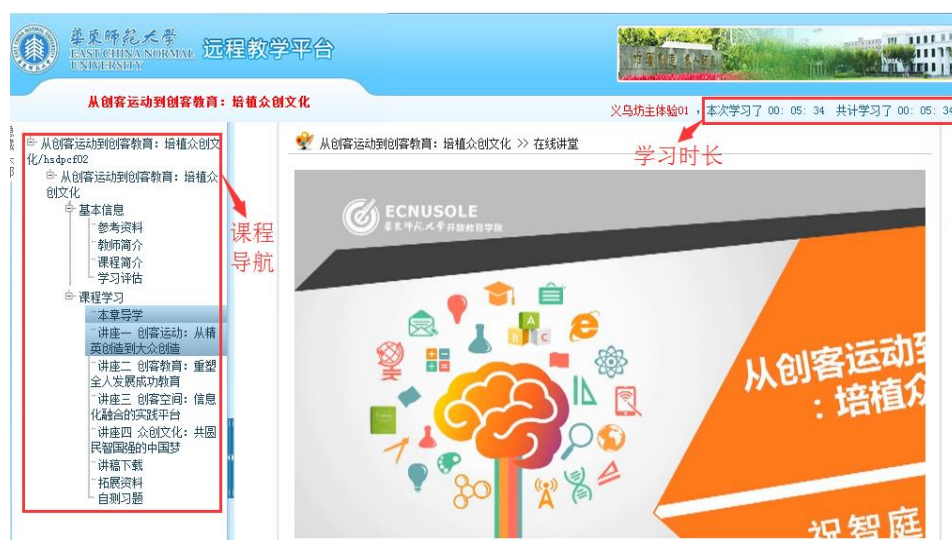 華東師範大學
EAST CHINA NORMAL
UNIVERSITY
远程教学平台
从创客运动到创客教育：培植众创文化
义乌坊主体验01 ，本次学习了 00: 05: 34 共计学习了 00: 05: 34
学习时长
从创客运动到创客教育：培植众创文
化/hsdpcf02
从创客运动到创客教育：培植众
创文化
基本信息
参考资料
教师简介
课程简介
学习评估
课程学习
本章导学
讲座一 创客运动：从精
英创造到大众创造
讲座二 创客教育：重塑
全人发展成功教育
讲座三 创客空间：信息
化融合的实践平台
讲座四 众创文化：共圆
民智国强的中国梦
讲稿下载
拓展资料
自测习题
课程
导航
从创客运动到创客教育：培植众创文化 >> 在线讲堂
ECNUSOLE
華東師範大學开放教育学院
A
B
C
从创客运动到
：培植众
祝智庭